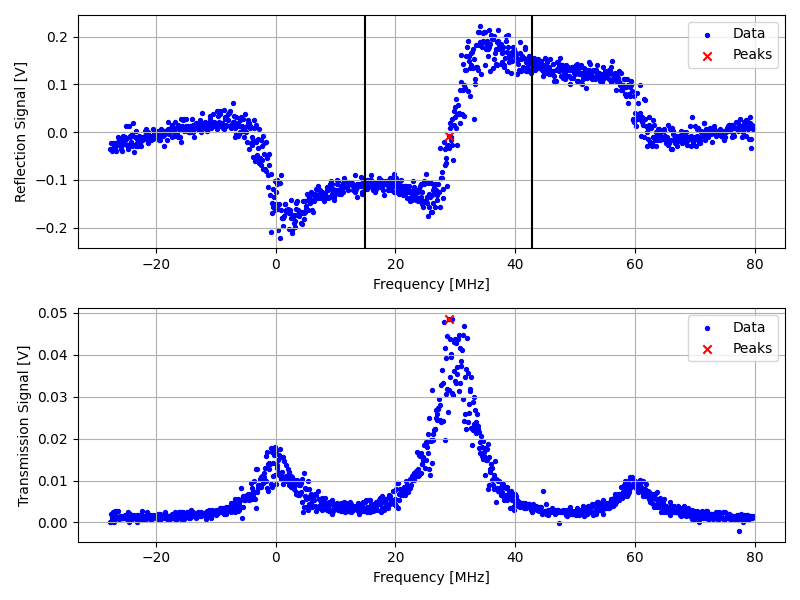 Reflection Signal [V]
0.2
0.1
0.0
−0.1
−0.2
Data
Peaks
−20
0
20
40
60
80
Frequency [MHz]
Transmission Signal [V]
0.05
0.04
0.03
0.02
0.01
0.00
Data
Peaks
−20
0
20
40
60
80
Frequency [MHz]